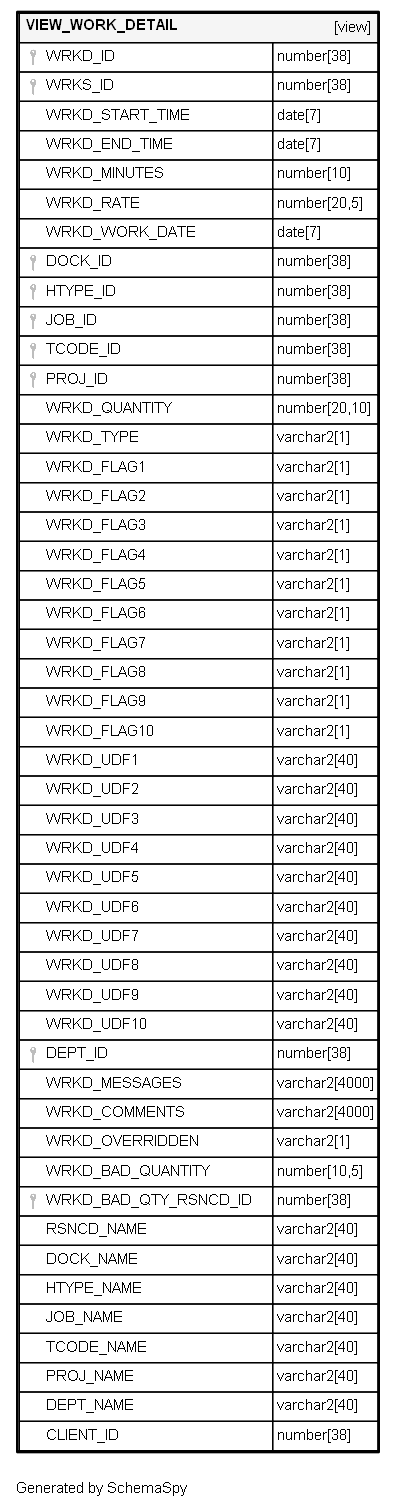 VIEW_WORK_DETAIL [view]
WRKD_ID number[38]
WRKS_ID number[38]
WRKD_START_TIME date[7]
WRKD_END_TIME date[7]
WRKD_MINUTES number[10]
WRKD_RATE number[20,5]
WRKD_WORK_DATE date[7]
DOCK_ID number[38]
HTYPE_ID number[38]
JOB_ID number[38]
TCODE_ID number[38]
PROJ_ID number[38]
WRKD_QUANTITY number[20,10]
WRKD_TYPE varchar2[1]
WRKD_FLAG1 varchar2[1]
WRKD_FLAG2 varchar2[1]
WRKD_FLAG3 varchar2[1]
WRKD_FLAG4 varchar2[1]
WRKD_FLAG5 varchar2[1]
WRKD_FLAG6 varchar2[1]
WRKD_FLAG7 varchar2[1]
WRKD_FLAG8 varchar2[1]
WRKD_FLAG9 varchar2[1]
WRKD_FLAG10 varchar2[1]
WRKD_UDF1 varchar2[40]
WRKD_UDF2 varchar2[40]
WRKD_UDF3 varchar2[40]
WRKD_UDF4 varchar2[40]
WRKD_UDF5 varchar2[40]
WRKD_UDF6 varchar2[40]
WRKD_UDF7 varchar2[40]
WRKD_UDF8 varchar2[40]
WRKD_UDF9 varchar2[40]
WRKD_UDF10 varchar2[40]
DEPT_ID number[38]
WRKD_MESSAGES varchar2[4000]
WRKD_COMMENTS varchar2[4000]
WRKD_OVERRIDDEN varchar2[1]
WRKD_BAD_QUANTITY number[10,5]
WRKD_BAD_QTY_RSNCD_ID number[38]
RSNCD_NAME varchar2[40]
DOCK_NAME varchar2[40]
HTYPE_NAME varchar2[40]
JOB_NAME varchar2[40]
TCODE_NAME varchar2[40]
PROJ_NAME varchar2[40]
DEPT_NAME varchar2[40]
CLIENT_ID number[38]
Generated by SchemaSpy